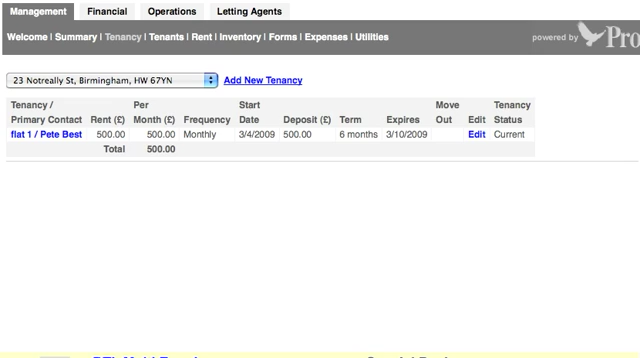 Management Financial Operations Letting Agents
Welcome | Summary | Tenancy | Tenants | Rent | Inventory | Forms | Expenses | Utilities
powered by Pro
23 Notreally St, Birmingham, HW 67YN Add New Tenancy
Tenancy / Per Start Move Tenancy
Primary Contact Rent (£) Month (£) Frequency Date Deposit (£) Term Expires Out Edit Status
flat 1 / Pete Best 500.00 500.00 Monthly 3/4/2009 500.00 6 months 3/10/2009 Edit Current
Total 500.00